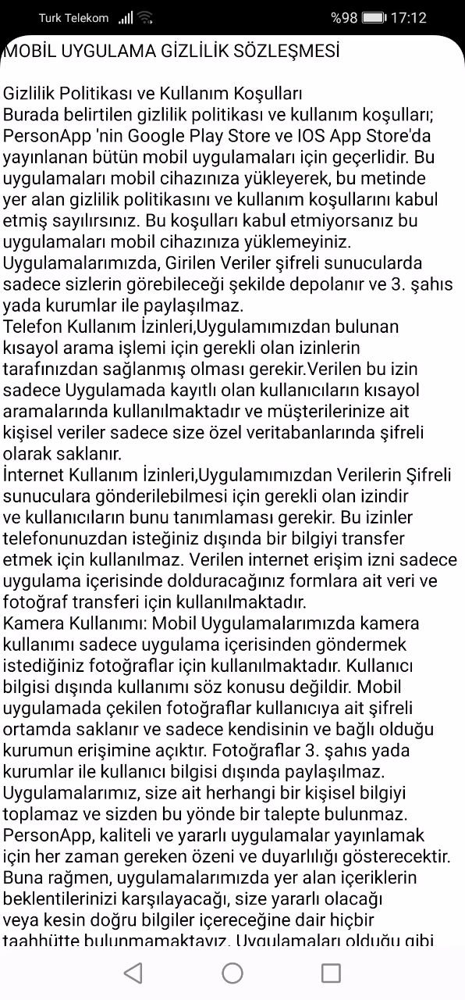 Turk Telekom
%98 17:12
MOBİL UYGULAMA GİZLİLİK SÖZLEŞMESİ
Gizlilik Politikası ve Kullanım Koşulları
Burada belirtilen gizlilik politikası ve kullanım koşulları;
PersonApp 'nin Google Play Store ve IOS App Store'da
yayınlanan bütün mobil uygulamaları için geçerlidir. Bu
uygulamaları mobil cihazınıza yükleyerek, bu metinde
yer alan gizlilik politikasını ve kullanım koşullarını kabul
etmiş sayılırsınız. Bu koşulları kabul etmiyorsanız bu
uygulamaları mobil cihazınıza yüklemeyiniz.
Uygulamalarımızda, Girilen Veriler şifreli sunucularda
sadece sizlerin görebileceği şekilde depolanır ve 3. şahıs
yada kurumlar ile paylaşılmaz.
Telefon Kullanım İzinleri,Uygulamımızdan bulunan
kısayol arama işlemi için gerekli olan izinlerin
tarafınızdan sağlanmış olması gerekir.Verilen bu izin
sadece Uygulamada kayıtlı olan kullanıcıların kısayol
aramalarında kullanılmaktadır ve müşterilerinize ait
kişisel veriler sadece size özel veritabanlarında şifreli
olarak saklanır.
İnternet Kullanım İzinleri,Uygulamımızdan Verilerin Şifreli
sunuculara gönderilebilmesi için gerekli olan izindir
ve kullanıcıların bunu tanımlaması gerekir. Bu izinler
telefonunuzdan isteğiniz dışında bir bilgiyi transfer
etmek için kullanılmaz. Verilen internet erişim izni sadece
uygulama içerisinde dolduracağınız formlara ait veri ve
fotoğraf transferi için kullanılmaktadır.
Kamera Kullanımı: Mobil Uygulamalarımızda kamera
kullanımı sadece uygulama içerisinden göndermek
istediğiniz fotoğraflar için kullanılmaktadır. Kullanıcı
bilgisi dışında kullanımı söz konusu değildir. Mobil
uygulamada çekilen fotoğraflar kullanıcıya ait şifreli
ortamda saklanır ve sadece kendisinin ve bağlı olduğu
kurumun erişimine açıktır. Fotoğraflar 3. şahıs yada
kurumlar ile kullanıcı bilgisi dışında paylaşılmaz.
Uygulamalarımız, size ait herhangi bir kişisel bilgiyi
toplamaz ve sizden bu yönde bir talepte bulunmaz.
PersonApp, kaliteli ve yararlı uygulamalar yayınlamak
için her zaman gereken özeni ve duyarlılığı gösterecektir.
Buna rağmen, uygulamalarımızda yer alan içeriklerin
beklentilerinizi karşılayacağı, size yararlı olacağı
veya kesin doğru bilgiler içereceğine dair hiçbir
taahhütte bulunmamaktayız. Uygulamaları olduğu gibi